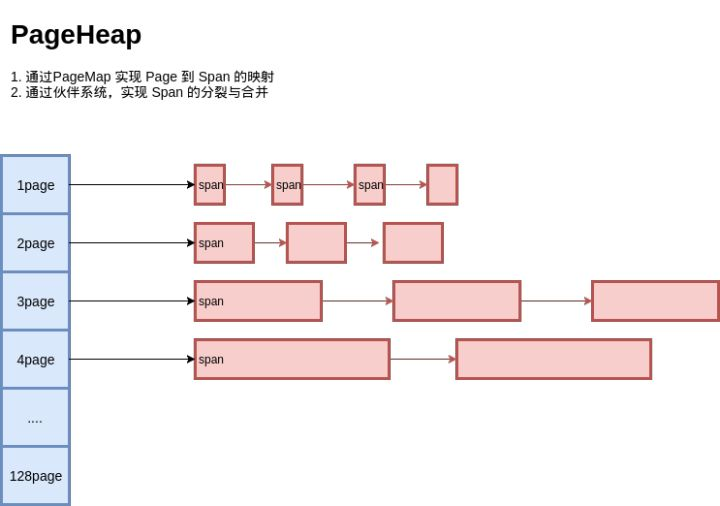 PageHeap
1. 通过PageMap 实现 Page 到 Span 的映射
2. 通过伙伴系统，实现 Span 的分裂与合并
1page
span
span
span
2page
span
3page
span
4page
span
....
128page